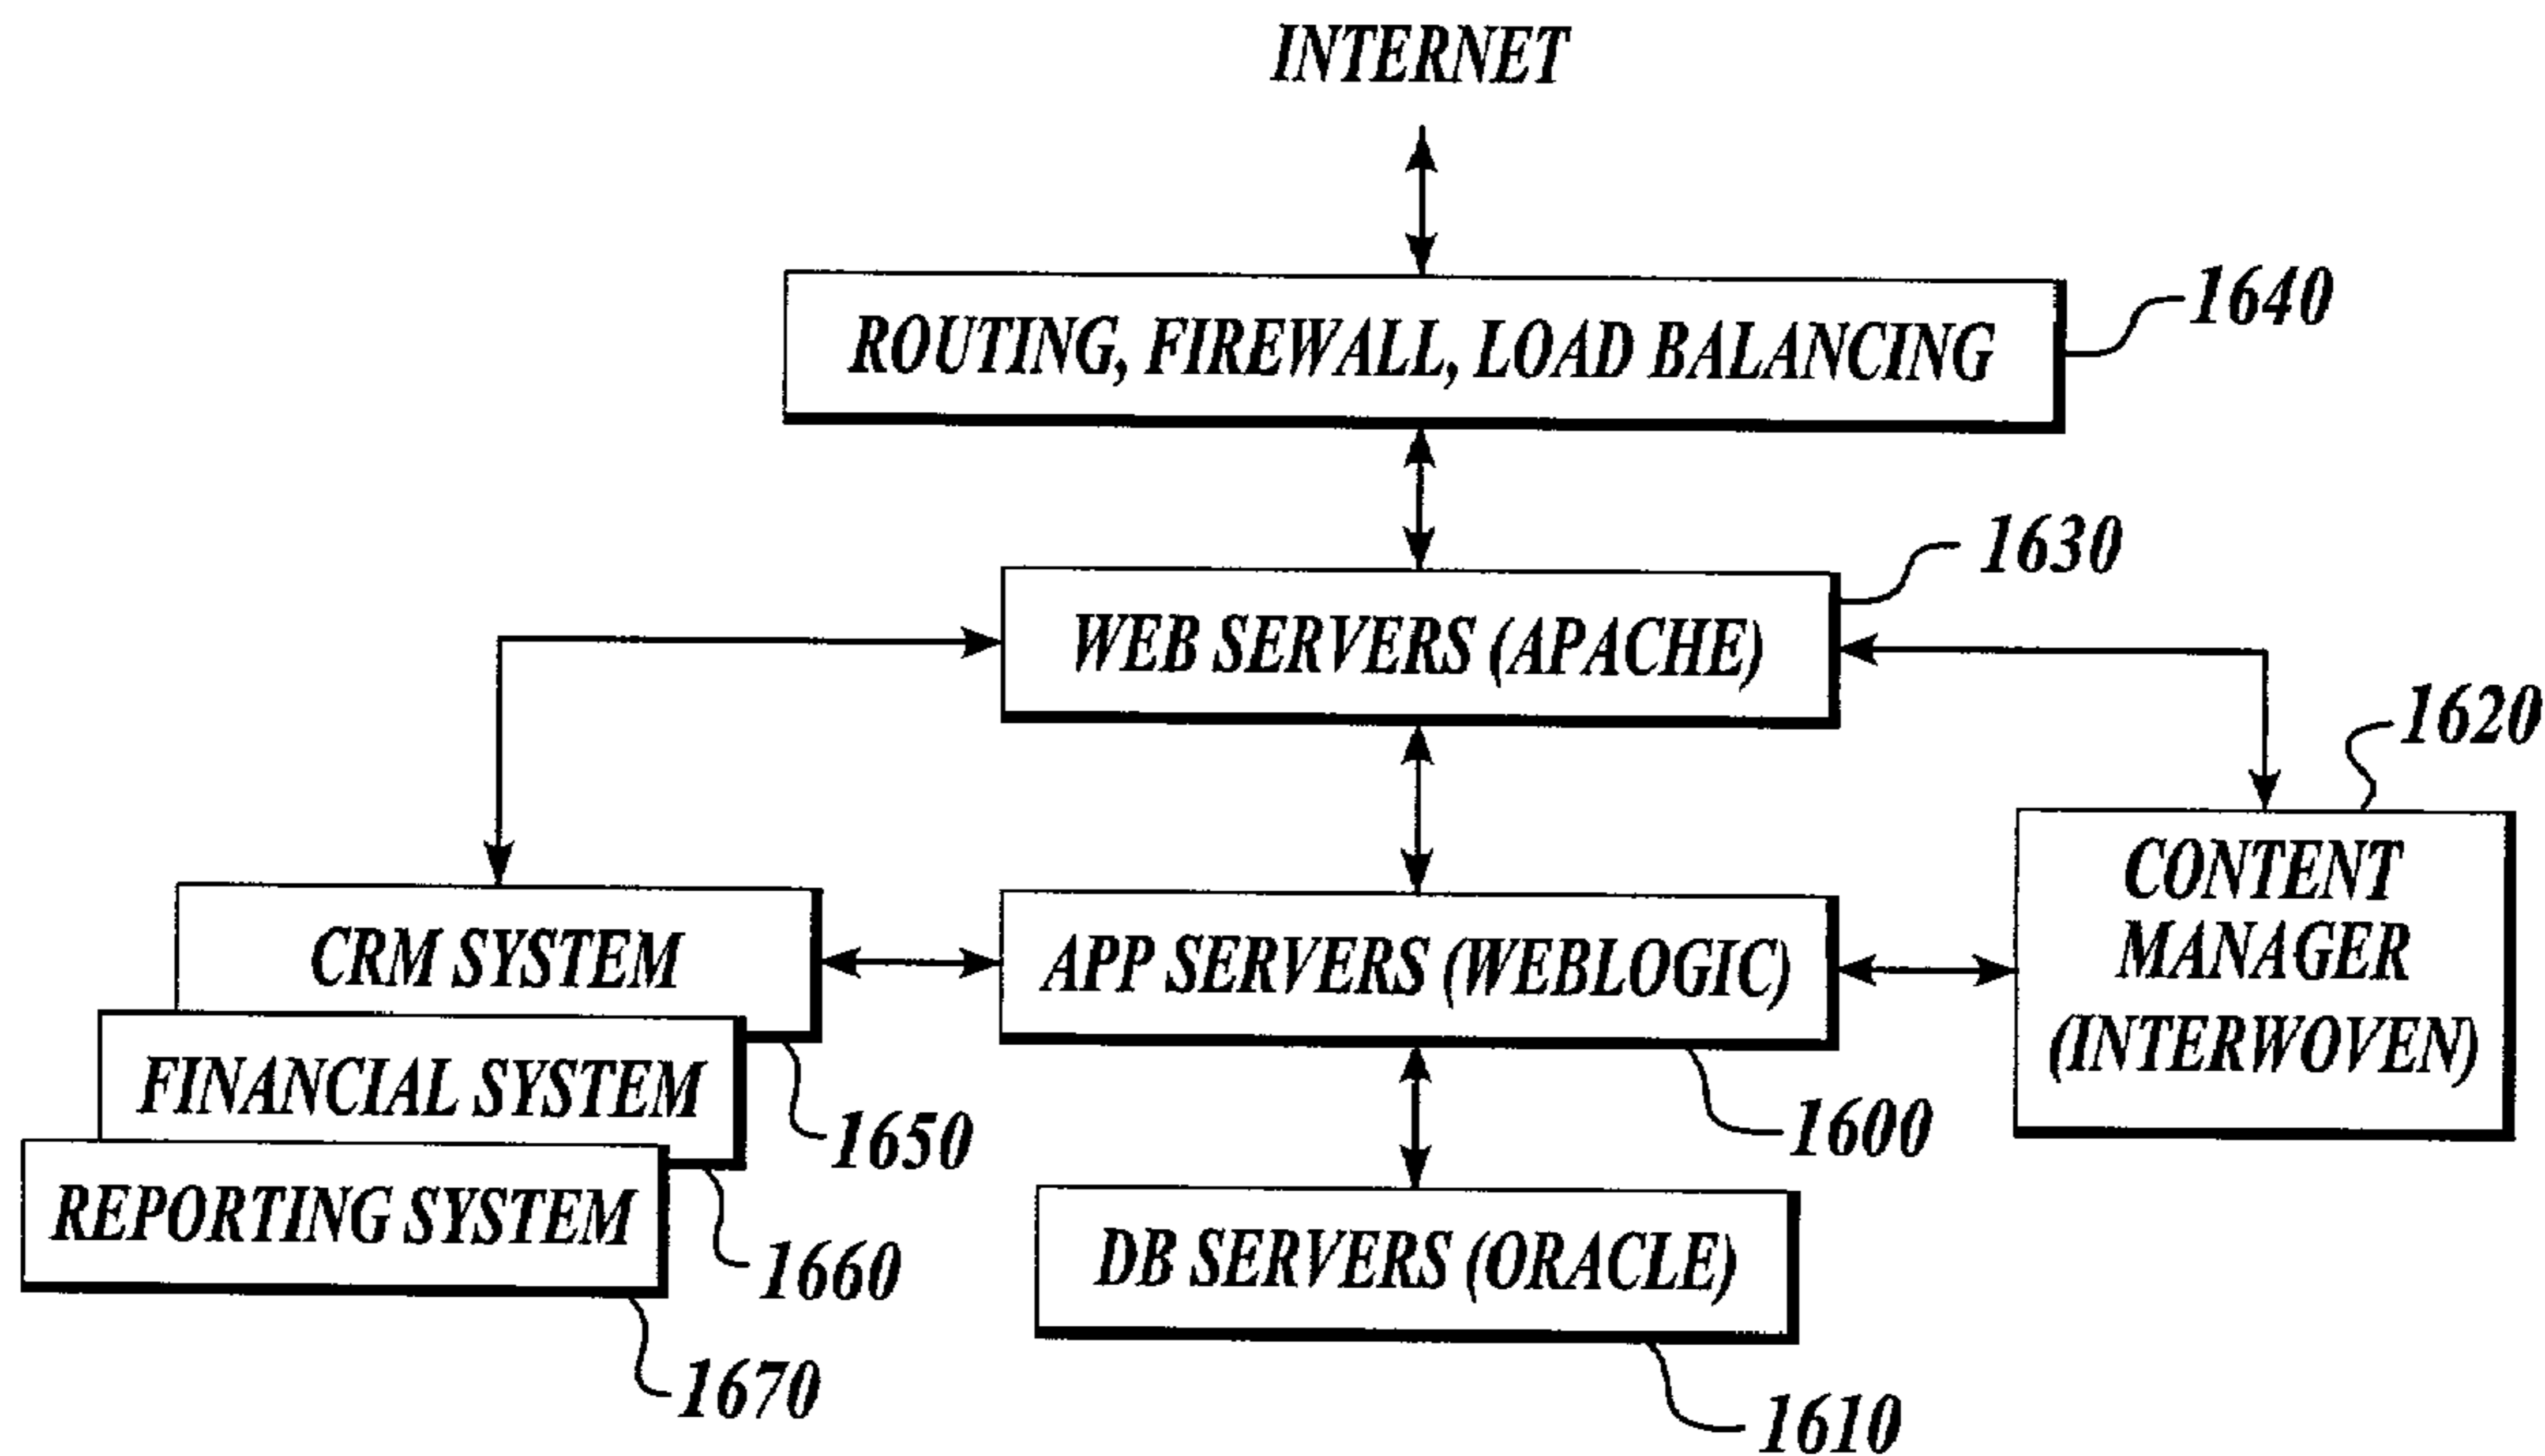 INTERNET
ROUTING, FIREWALL, LOAD BALANCING
1640
WEB SERVERS (APACHE)
1630
1620
CONTENT
MANAGER
(INTERWOVEN)
CRM SYSTEM
APP SERVERS (WEBLOGIC)
FINANCIAL SYSTEM
1650
1600
REPORTING SYSTEM
1660
DB SERVERS (ORACLE)
1670
1610